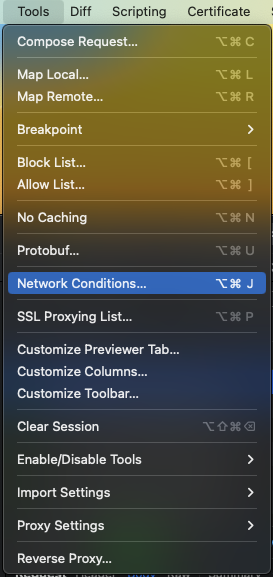 Tools Diff Scripting Certificate
Compose Request... ⌥⌘ C
Map Local... ⌥⌘ L
Map Remote... ⌥⌘ R
Breakpoint >
Block List... ⌥⌘ [
Allow List... ⌥⌘ ]
No Caching ⌥⌘ N
Protobuf... ⌥⌘ U
Network Conditions... ⌥⌘ J
SSL Proxying List... ⌥⌘ P
Customize Previewer Tab...
Customize Columns...
Customize Toolbar...
Clear Session ⌥⇧⌘⌫
Enable/Disable Tools >
Import Settings >
Proxy Settings >
Reverse Proxy...